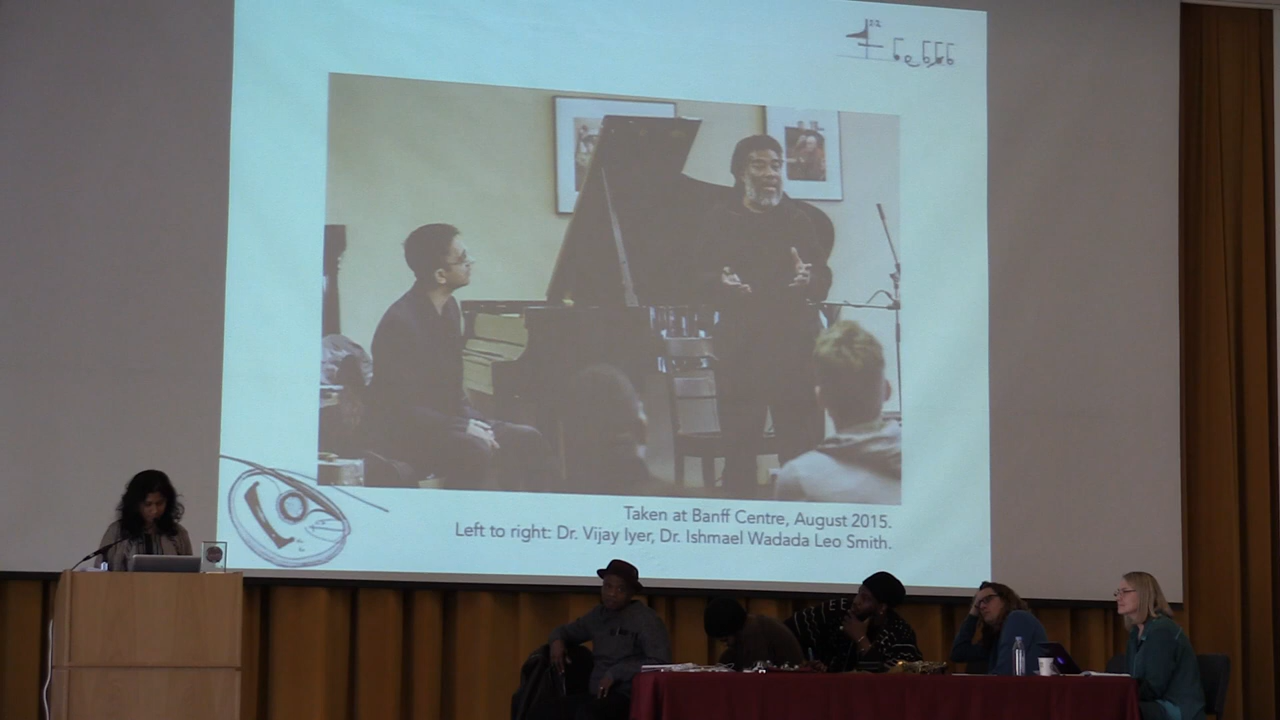 Taken at Banff Centre, August 2015.
Left to right: Dr. Vijay Iyer, Dr. Ishmael Wadada Leo Smith.